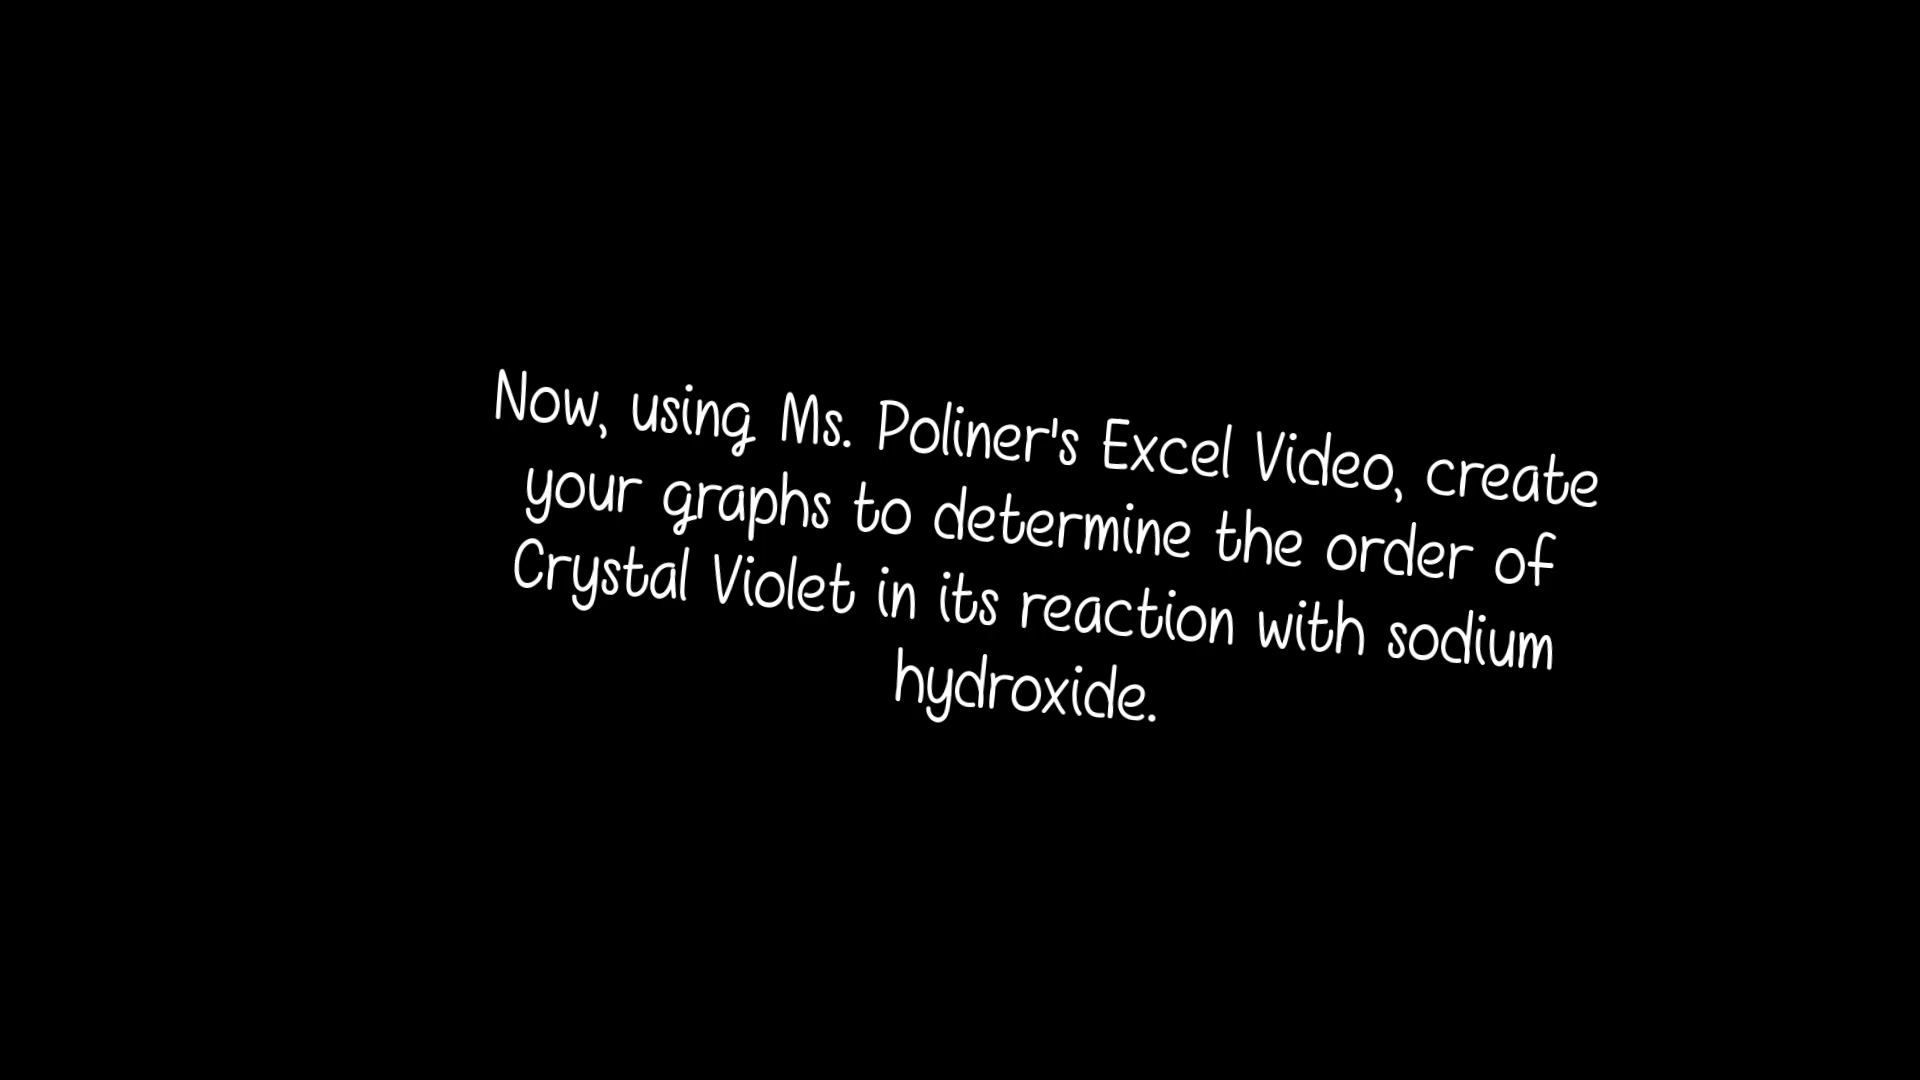 Now, using Ms. Poliner's Excel Video, create
your graphs to determine the order of
Crystal Violet in its reaction with sodium
hydroxide.